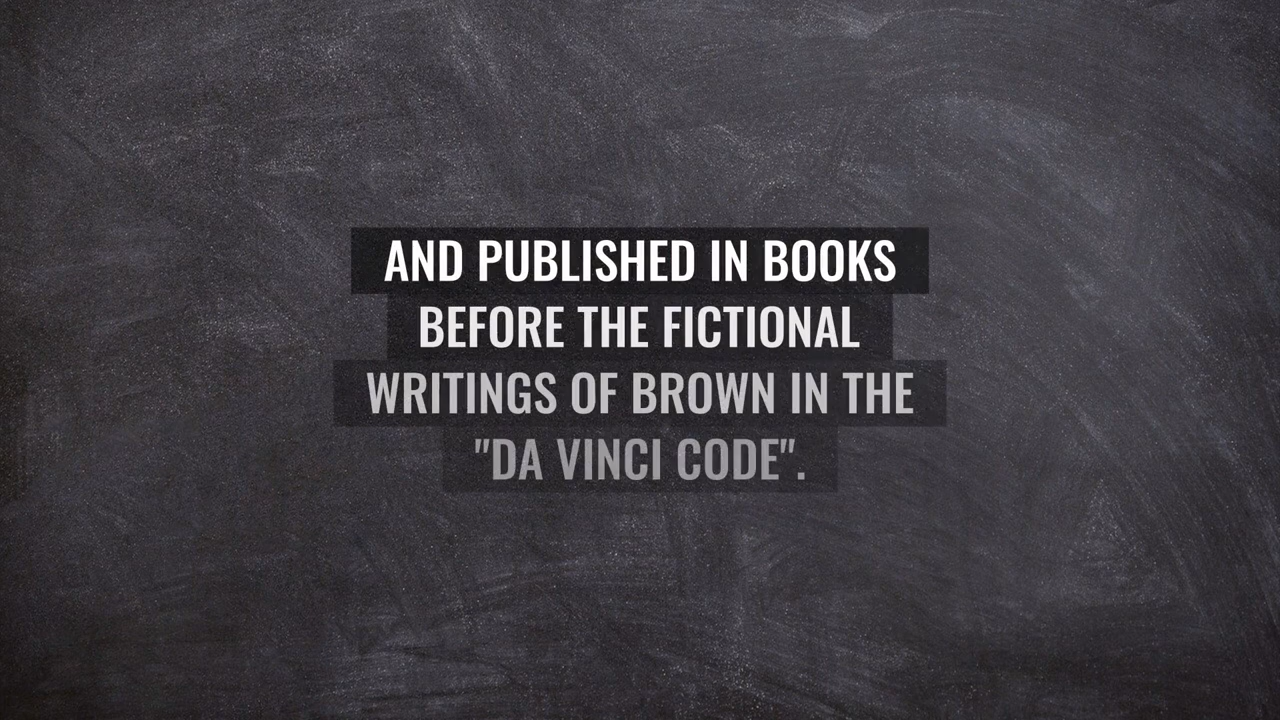 AND PUBLISHED IN BOOKS
BEFORE THE FICTIONAL
WRITINGS OF BROWN IN THE
"DA VINCI CODE".